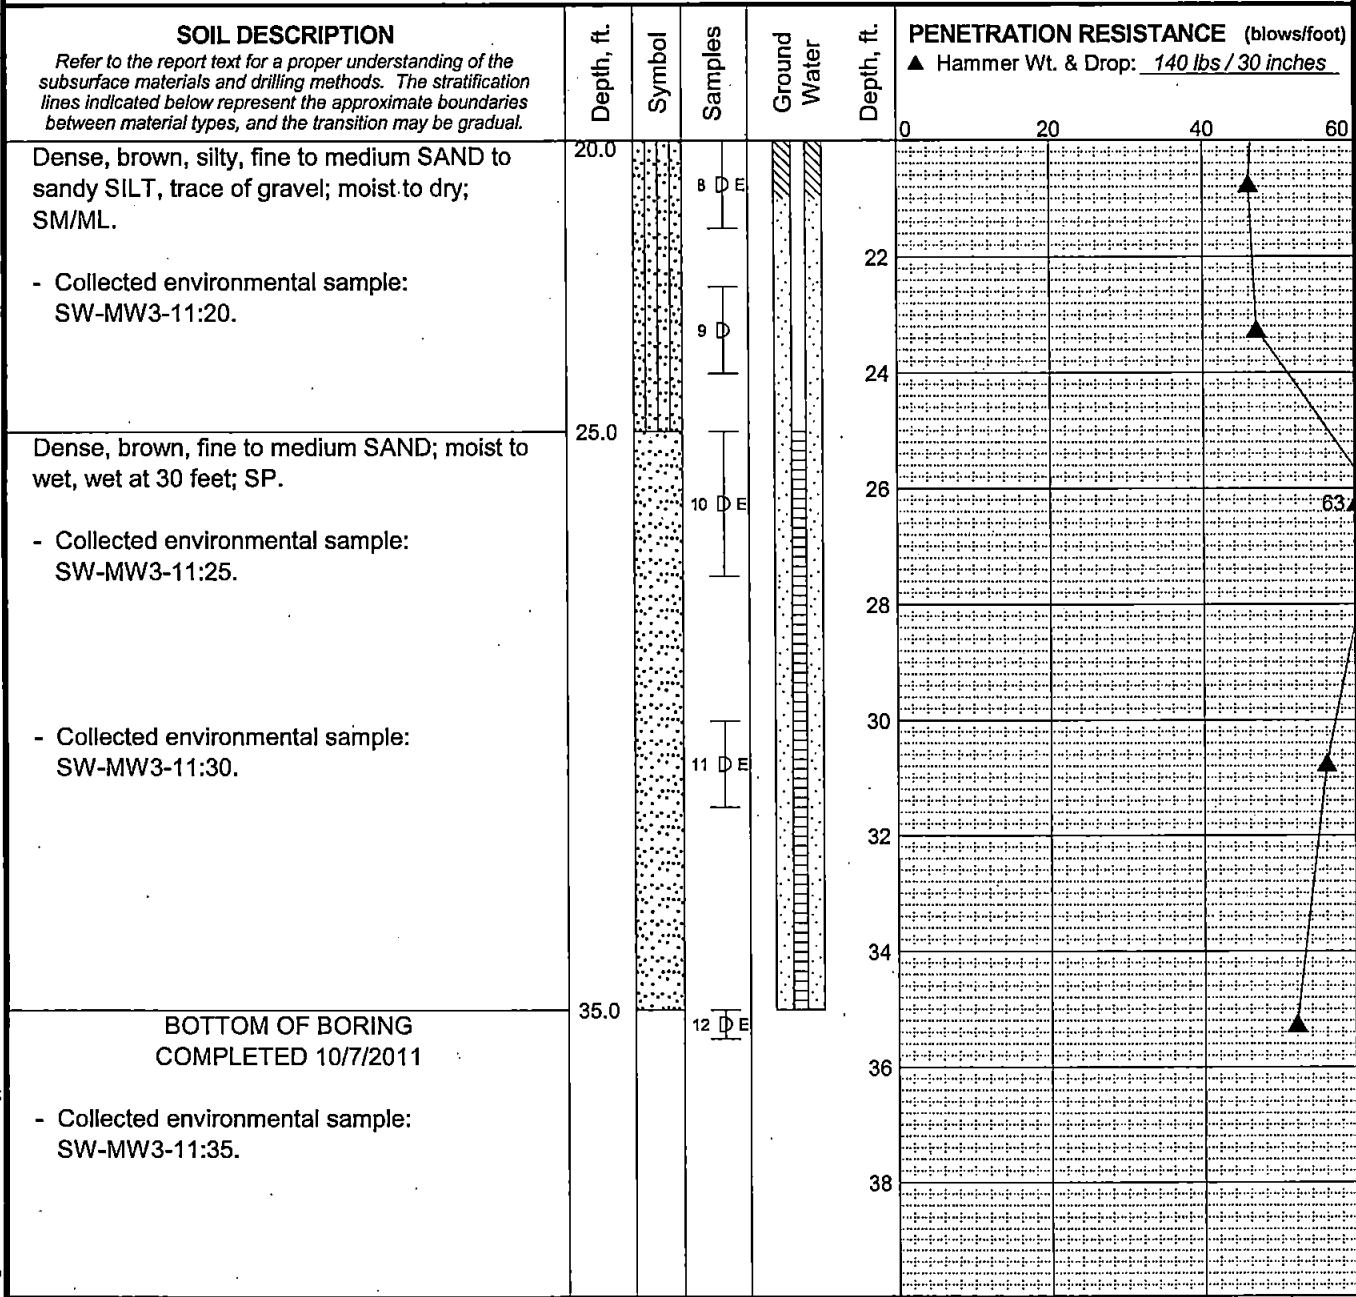 SOIL DESCRIPTION
Refer to the report text for a proper understanding of the
subsurface materials and drilling methods. The stratification
lines indicated below represent the approximate boundaries
between material types, and the transition may be gradual.
Depth, ft.
Symbol
Samples
Ground
Water
Depth, ft.
PENETRATION RESISTANCE (blows/foot)
▲ Hammer Wt. & Drop: 140 lbs / 30 inches
0 20 40 60
Dense, brown, silty, fine to medium SAND to
sandy SILT, trace of gravel; moist to dry;
SM/ML.
- Collected environmental sample:
SW-MW3-11:20.
20.0
8 D E
22
9 D
24
25.0
Dense, brown, fine to medium SAND; moist to
wet, wet at 30 feet; SP.
- Collected environmental sample:
SW-MW3-11:25.
10 D E
26
63
28
- Collected environmental sample:
SW-MW3-11:30.
30
11 D E
32
34
35.0
BOTTOM OF BORING
COMPLETED 10/7/2011
12 D E
36
- Collected environmental sample:
SW-MW3-11:35.
38